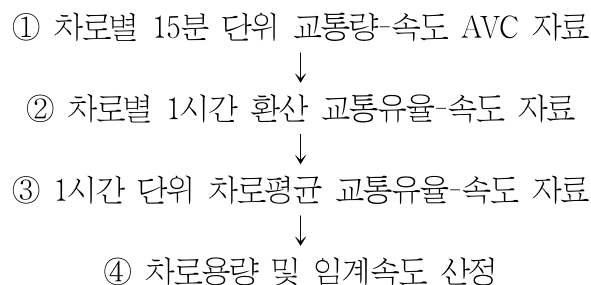 ① 차로별 15분 단위 교통량-속도 AVC 자료
② 차로별 1시간 환산 교통유율-속도 자료
③ 1시간 단위 차로평균 교통유율-속도 자료
④ 차로용량 및 임계속도 산정